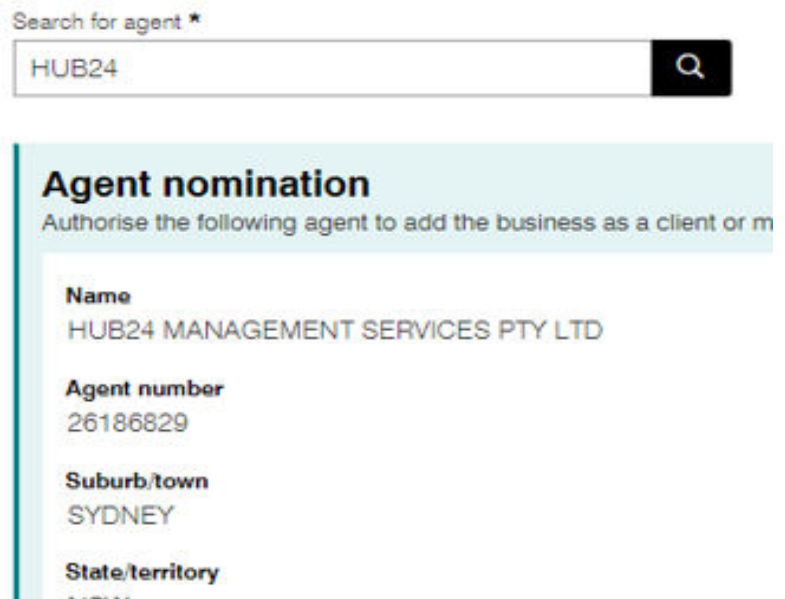 Search for agent *
HUB24
Agent nomination
Authorise the following agent to add the business as a client or m
Name
HUB24 MANAGEMENT SERVICES PTY LTD
Agent number
26186829
Suburb/town
SYDNEY
State/territory